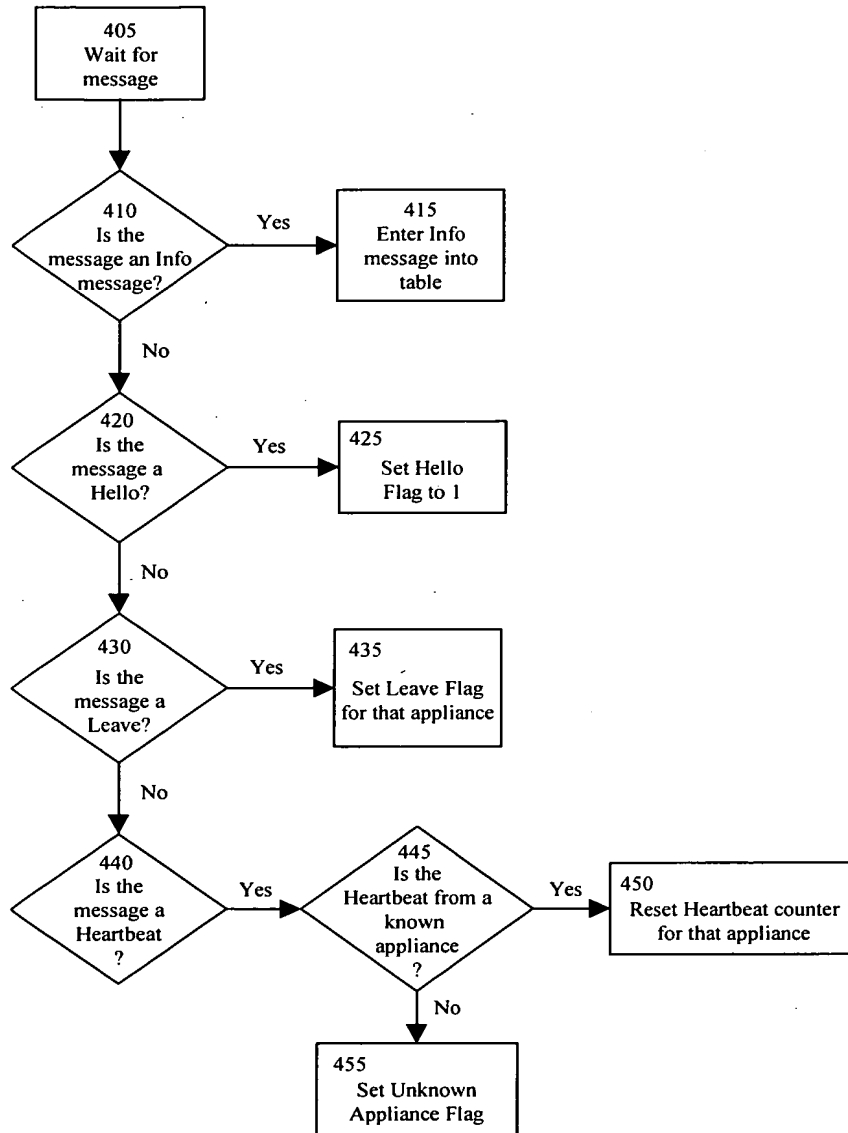 405
Wait for
message
410
Is the
message an Info
message?
Yes
415
Enter Info
message into
table
No
420
Is the
message a
Hello?
Yes
425
Set Hello
Flag to 1
No
430
Is the
message a
Leave?
Yes
435
Set Leave Flag
for that appliance
No
440
Is the
message a
Heartbeat
?
Yes
445
Is the
Heartbeat from a
known
appliance
?
Yes
450
Reset Heartbeat counter
for that appliance
No
455
Set Unknown
Appliance Flag